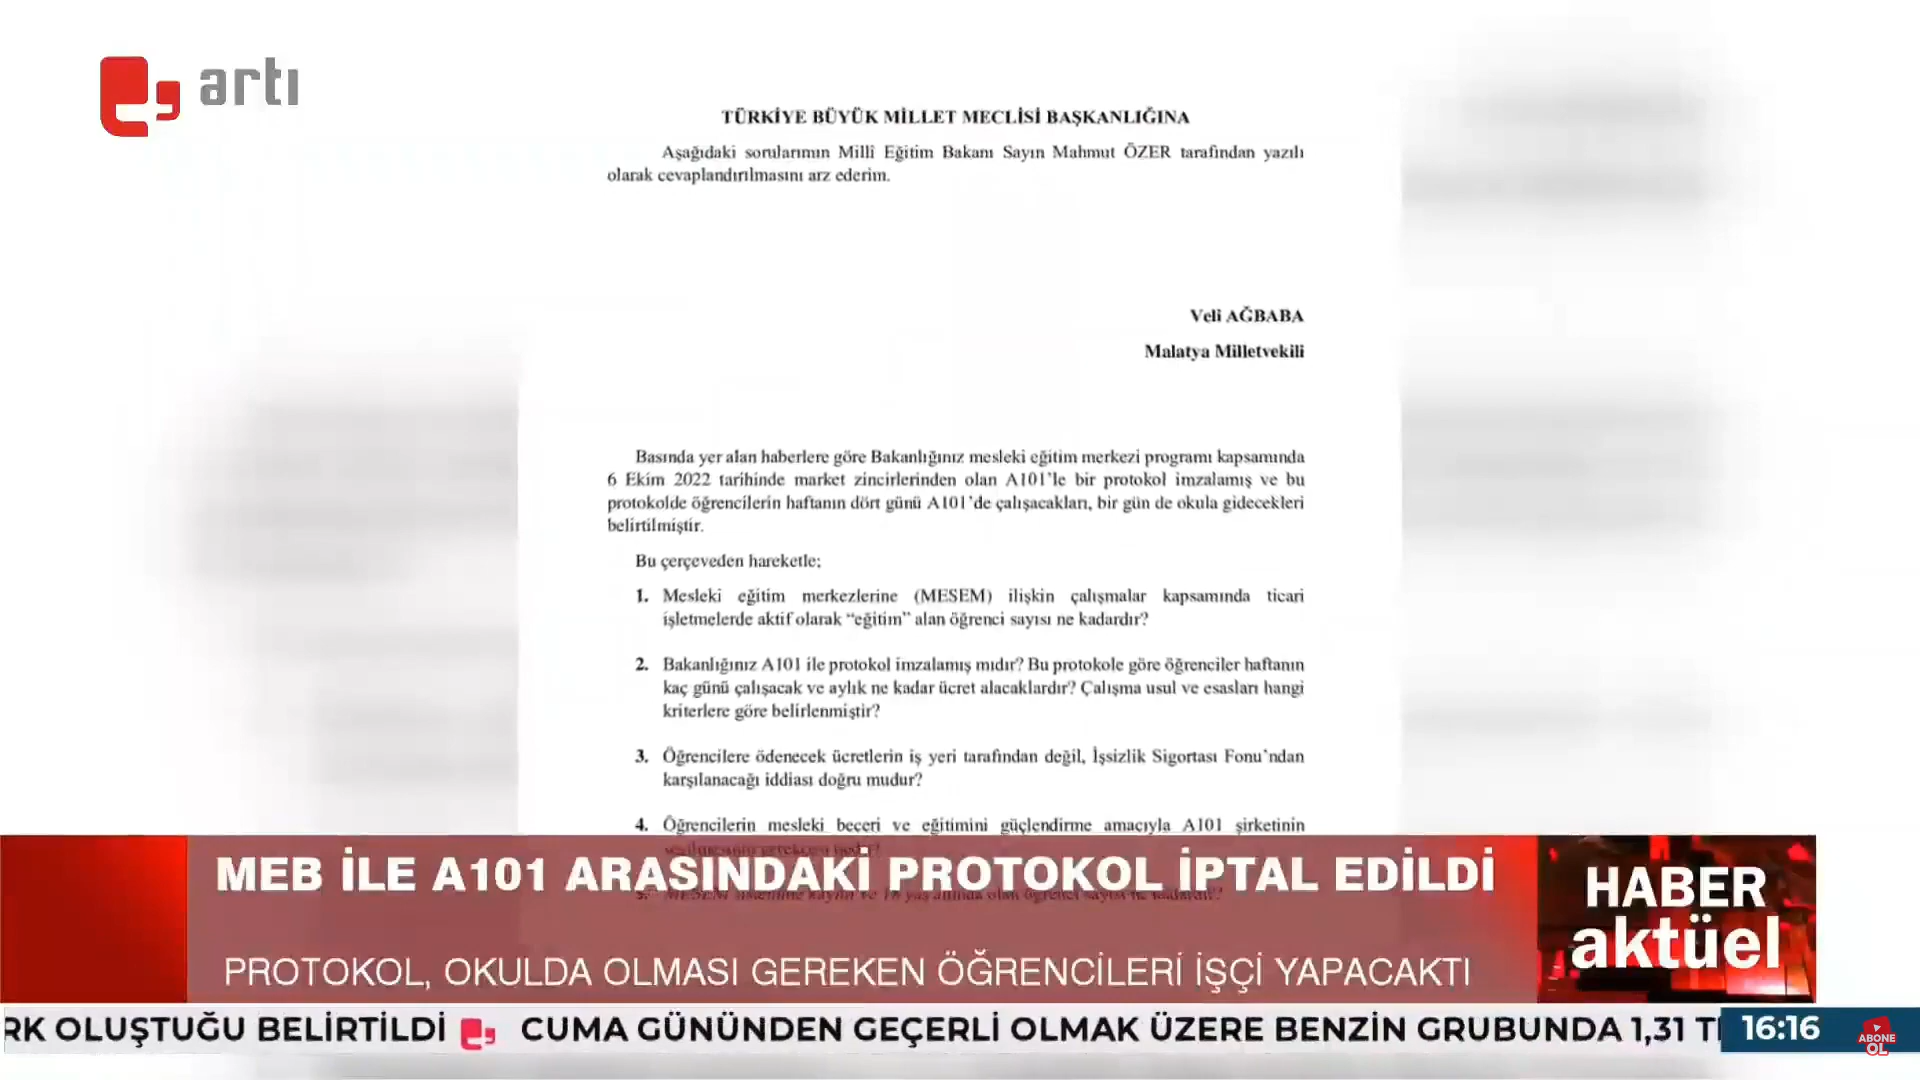 artı
TÜRKİYE BÜYÜK MİLLET MECLİSİ BAŞKANLIĞINA
Aşağıdaki sorularımın Millî Eğitim Bakanı Sayın Mahmut ÖZER tarafından yazılı
olarak cevaplandırılmasını arz ederim.
Veli AĞBABA
Malatya Milletvekili
Basında yer alan haberlere göre Bakanlığınız mesleki eğitim merkezi programı kapsamında
6 Ekim 2022 tarihinde market zincirlerinden olan A101'le bir protokol imzalamış ve bu
protokolde öğrencilerin haftanın dört günü A101'de çalışacakları, bir gün de okula gidecekleri
belirtilmiştir.
Bu çerçeveden hareketle;
1. Mesleki eğitim merkezlerine (MESEM) ilişkin çalışmalar kapsamında ticari
işletmelerde aktif olarak “eğitim” alan öğrenci sayısı ne kadardır?
2. Bakanlığınız A101 ile protokol imzalamış mıdır? Bu protokole göre öğrenciler haftanın
kaç günü çalışacak ve aylık ne kadar ücret alacaklardır? Çalışma usul ve esasları hangi
kriterlere göre belirlenmiştir?
3. Öğrencilere ödenecek ücretlerin iş yeri tarafından değil, İşsizlik Sigortası Fonu'ndan
karşılanacağı iddiası doğru mudur?
4. Öğrencilerin mesleki beceri ve eğitimini güçlendirme amacıyla A101 şirketinin
MEB İLE A101 ARASINDAKİ PROTOKOL İPTAL EDİLDİ
PROTOKOL, OKULDA OLMASI GEREKEN ÖĞRENCİLERİ İŞÇİ YAPACAKTI
HABER
aktüel
RK OLUŞTUĞU BELİRTİLDİ CUMA GÜNÜNDEN GEÇERLİ OLMAK ÜZERE BENZİN GRUBUNDA 1,31 16:16
ABONE
OL